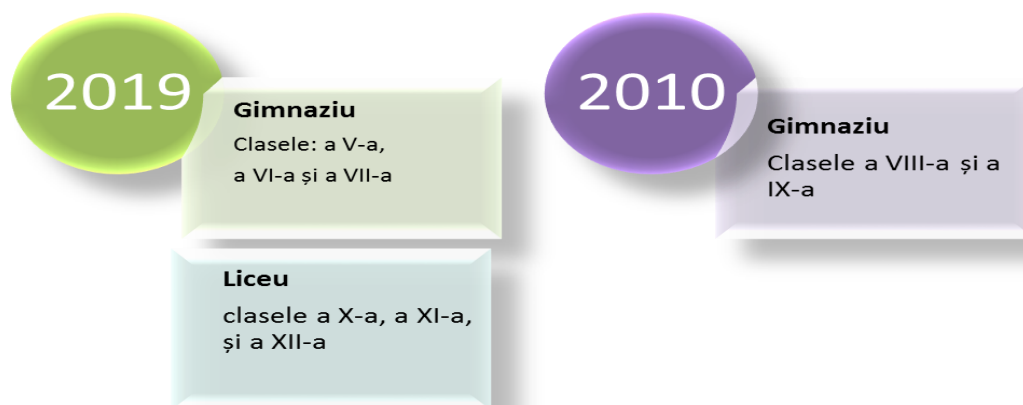 2019
Gimnaziu
Clasele: a V-a,
a VI-a și a VII-a
Liceu
clasele a X-a, a XI-a,
și a XII-a
2010
Gimnaziu
Clasele a VIII-a și a
IX-a